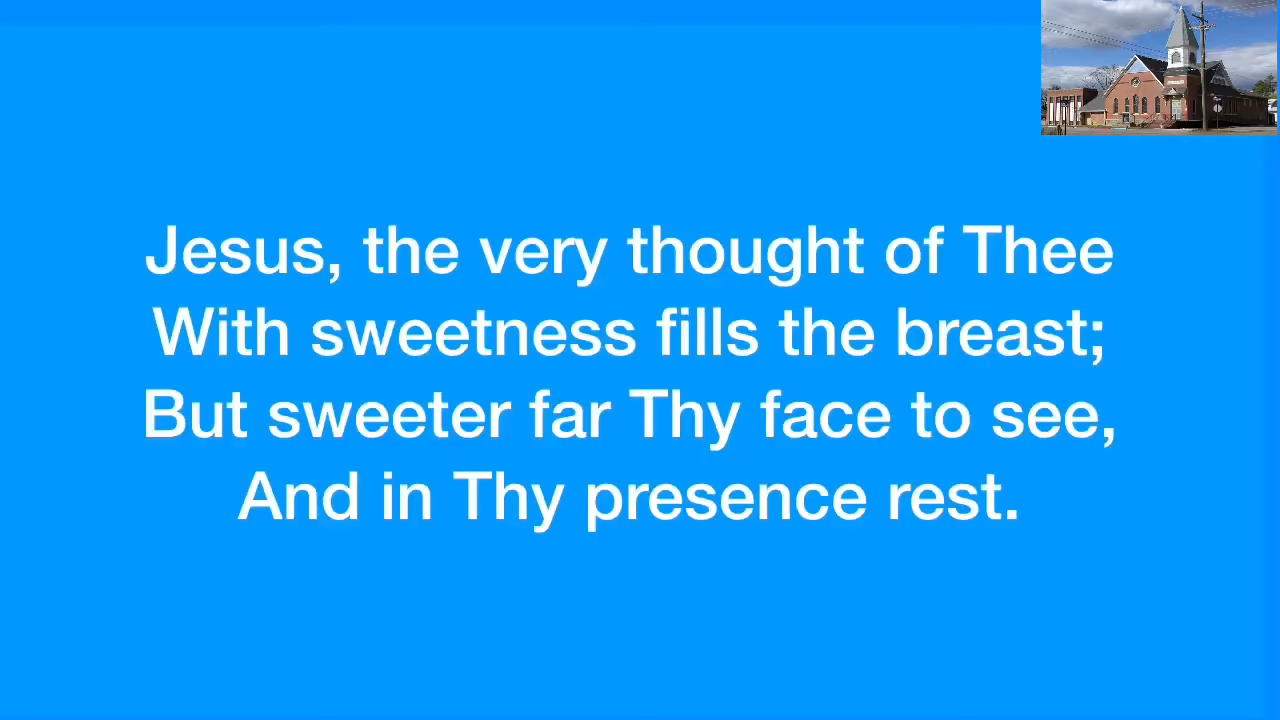 Jesus, the very thought of Thee
With sweetness fills the breast;
But sweeter far Thy face to see,
And in Thy presence rest.